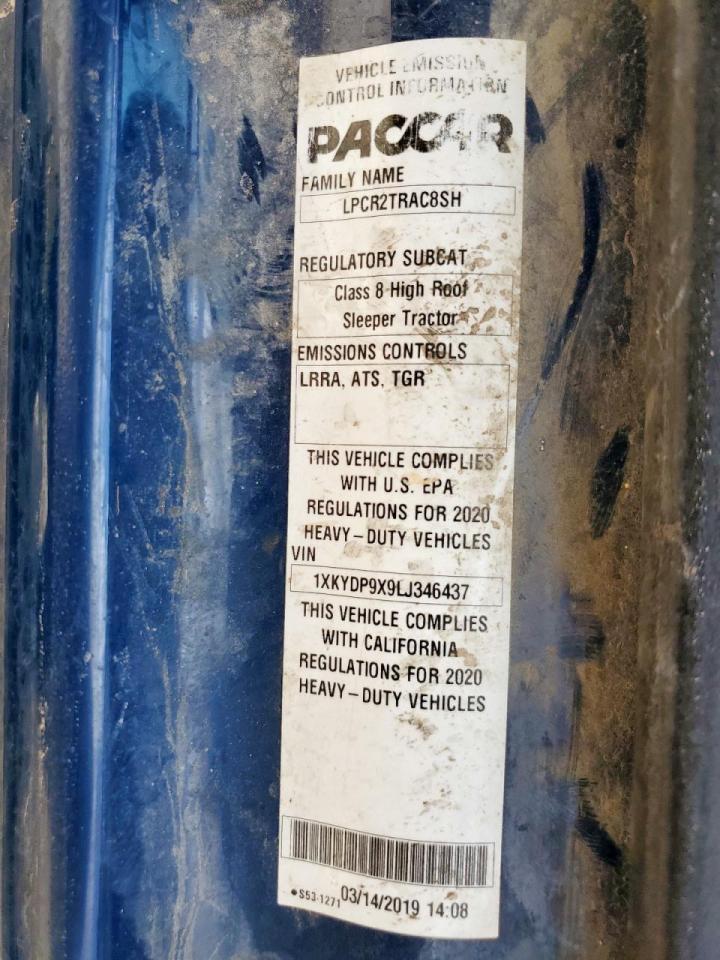 VEHICLE EMISSION
CONTROL INFORMATION
PACCAR
FAMILY NAME
LPCR2TRAC8SH
REGULATORY SUBCAT
Class 8 High Roof
Sleeper Tractor
EMISSIONS CONTROLS
LRRA, ATS, TGR
THIS VEHICLE COMPLIES
WITH U.S. EPA
REGULATIONS FOR 2020
HEAVY-DUTY VEHICLES
VIN
1XKYDP9X9LJ346437
THIS VEHICLE COMPLIES
WITH CALIFORNIA
REGULATIONS FOR 2020
HEAVY-DUTY VEHICLES
•S53-1271 03/14/2019 14:08